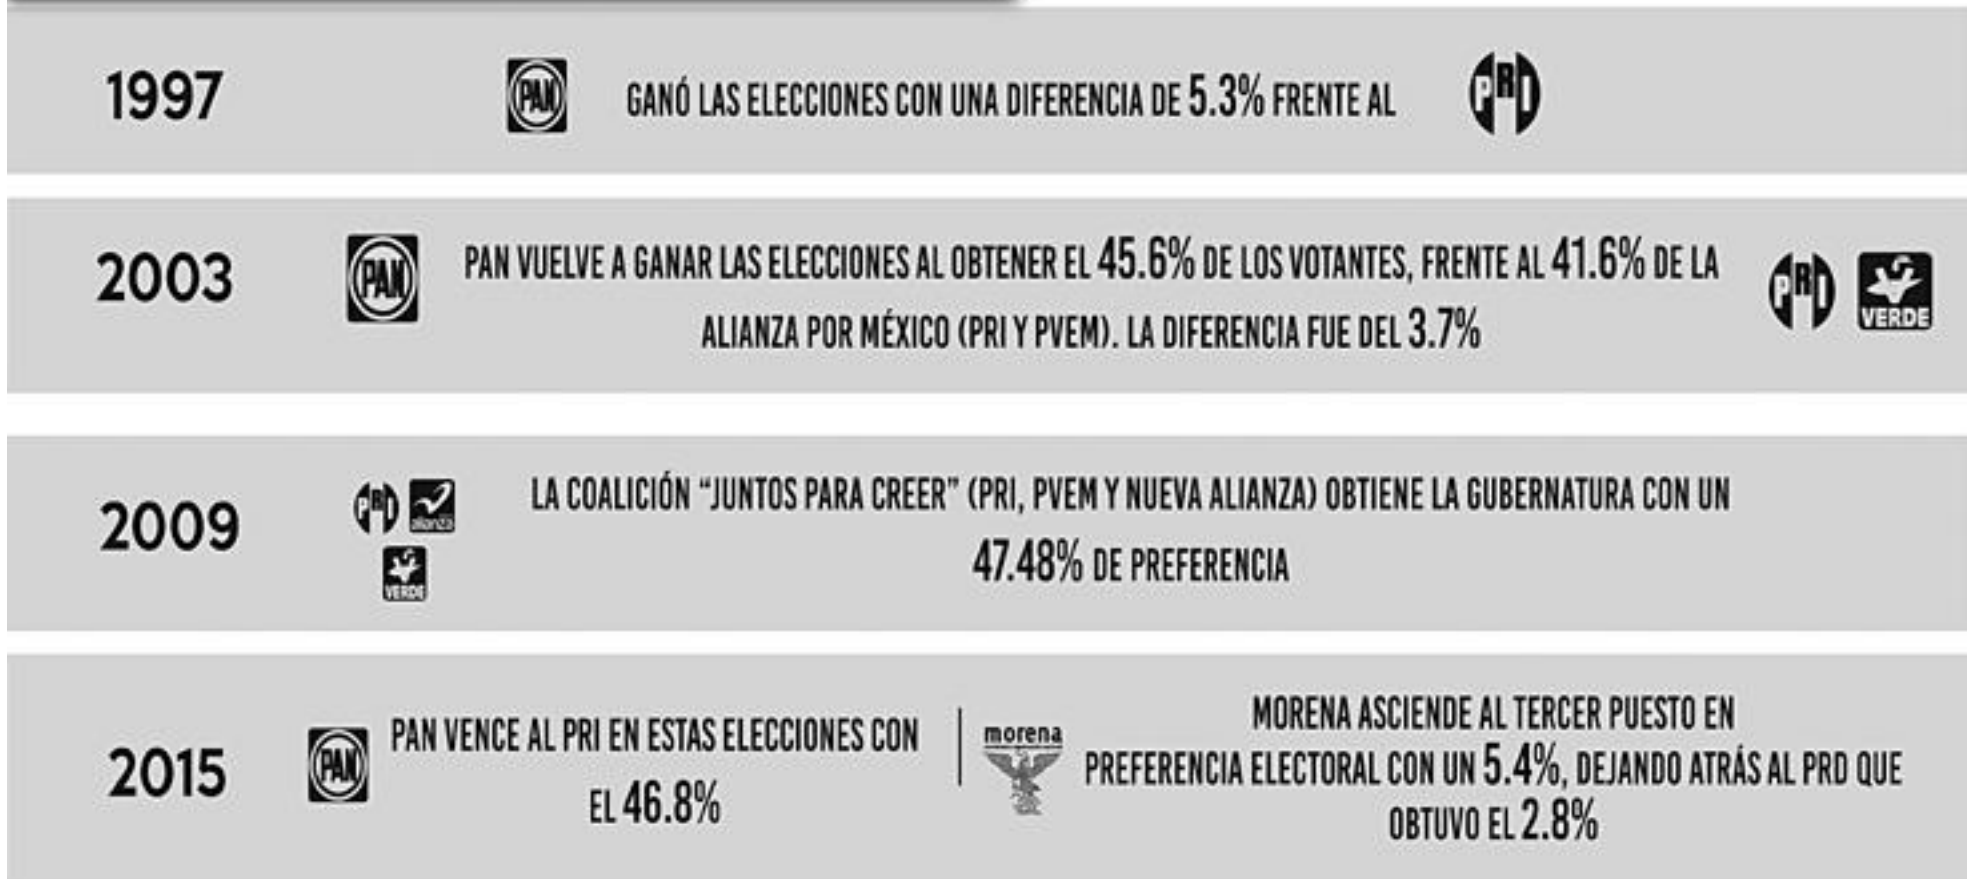 1997
PAN
GANÓ LAS ELECCIONES CON UNA DIFERENCIA DE 5.3% FRENTE AL
PRI
2003
PAN
PAN VUELVE A GANAR LAS ELECCIONES AL OBTENER EL 45.6% DE LOS VOTANTES, FRENTE AL 41.6% DE LA
ALIANZA POR MÉXICO (PRI Y PVEM). LA DIFERENCIA FUE DEL 3.7%
PRI
VERDE
2009
PRI
alianza
VERDE
LA COALICIÓN “JUNTOS PARA CREER” (PRI, PVEM Y NUEVA ALIANZA) OBTIENE LA GUBERNATURA CON UN
47.48% DE PREFERENCIA
2015
PAN
PAN VENCE AL PRI EN ESTAS ELECCIONES CON
EL 46.8%
morena
MORENA ASCIENDE AL TERCER PUESTO EN
PREFERENCIA ELECTORAL CON UN 5.4%, DEJANDO ATRÁS AL PRD QUE
OBTUVO EL 2.8%